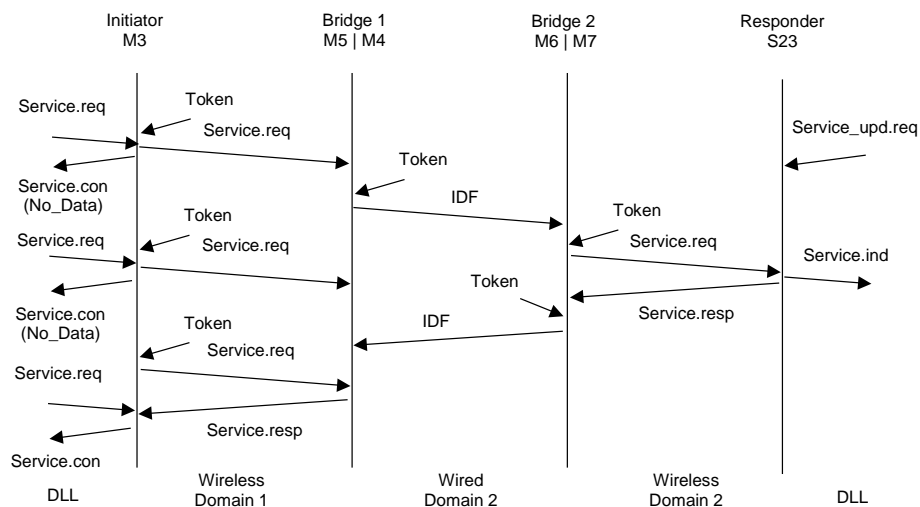 Initiator
M3
Bridge 1
M5 | M4
Bridge 2
M6 | M7
Responder
S23
Service.req
Token
Service.req
Service_upd.req
Service.con
(No_Data)
Token
IDF
Service.req
Token
Service.req
Token
Service.req
Service.ind
Service.con
(No_Data)
Token
Service.resp
Token
IDF
Service.req
Service.req
Service.resp
Service.con
DLL
Wireless
Domain 1
Wired
Domain 2
Wireless
Domain 2
DLL